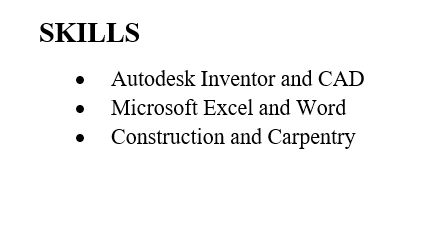 SKILLS
• Autodesk Inventor and CAD
• Microsoft Excel and Word
• Construction and Carpentry